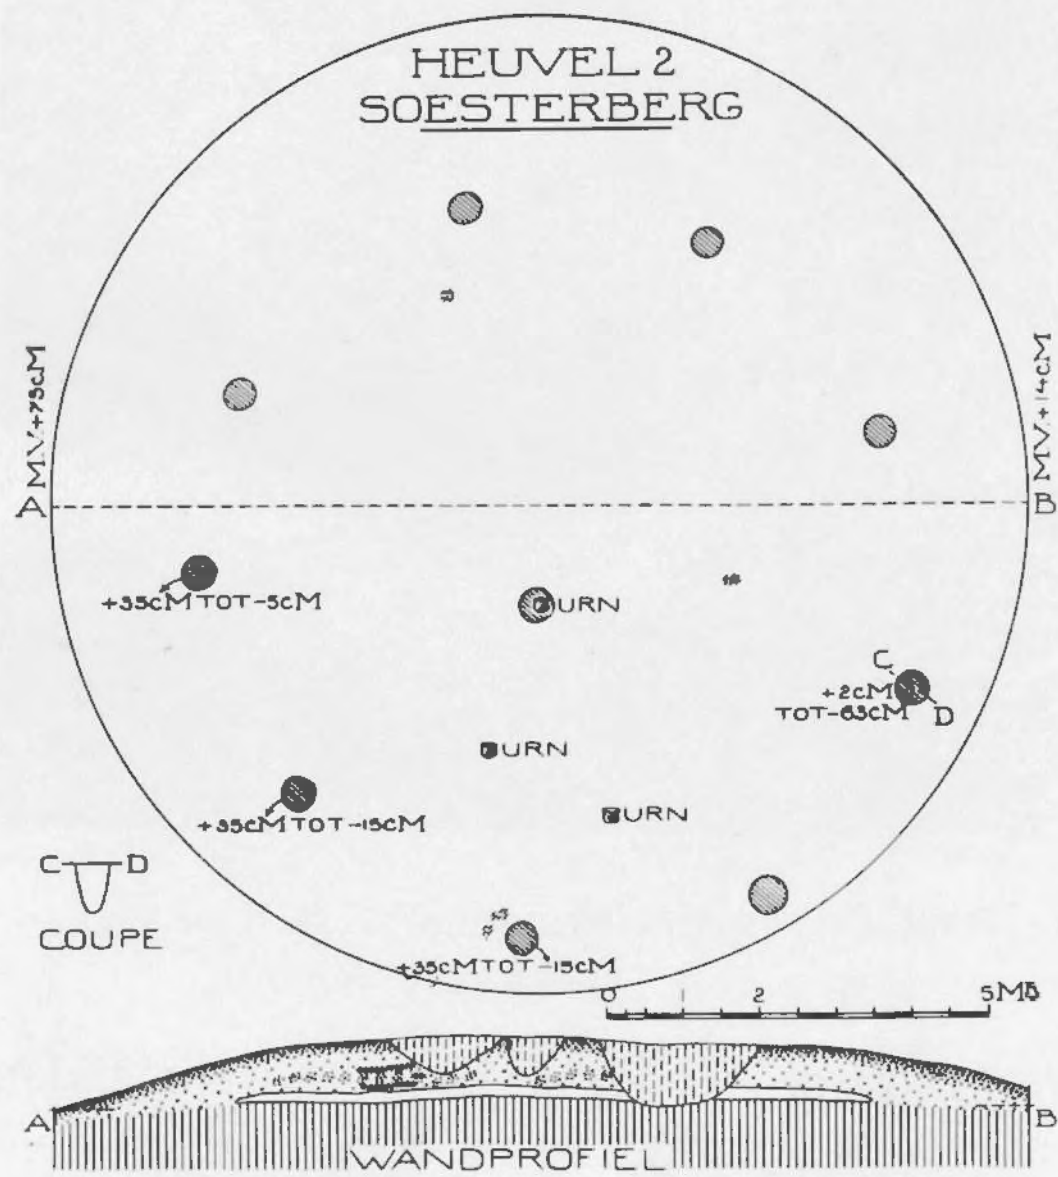 HEUVEL 2
SOESTERBERG
A M.V.+75cM
B M.V.+14cM
+35cM TOT -5cM
URN
C
+2cM
TOT-63cM
D
URN
+35cM TOT -15cM
URN
C D
COUPE
+35cM TOT -15cM
0 1 2 5 M
A B
WANDPROFIEL